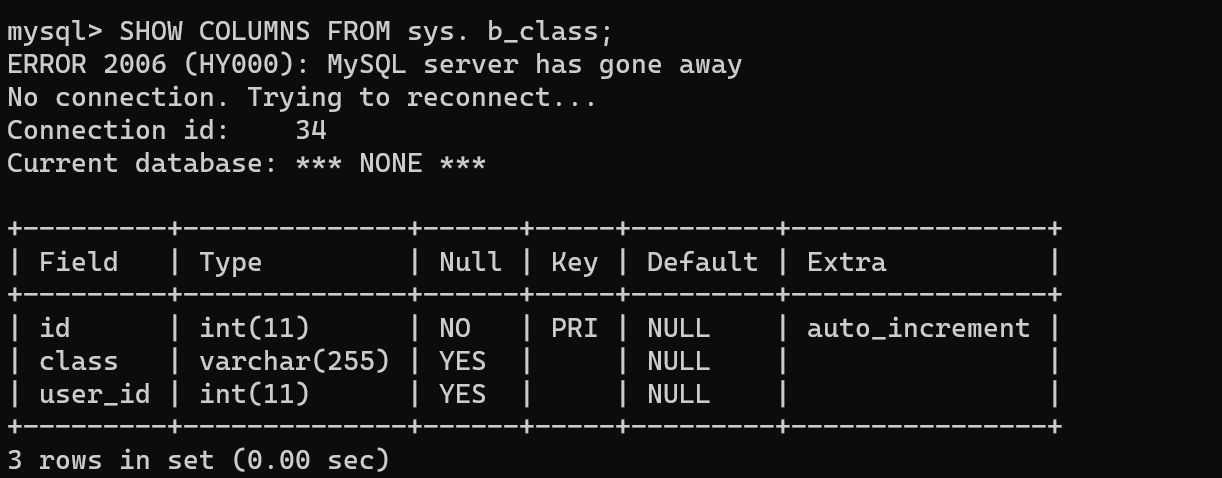 mysql> SHOW COLUMNS FROM sys. b_class;
ERROR 2006 (HY000): MySQL server has gone away
No connection. Trying to reconnect...
Connection id:    34
Current database: *** NONE ***

+---------+--------------+------+-----+---------+----------------+
| Field   | Type         | Null | Key | Default | Extra          |
+---------+--------------+------+-----+---------+----------------+
| id      | int(11)      | NO   | PRI | NULL    | auto_increment |
| class   | varchar(255) | YES  |     | NULL    |                |
| user_id | int(11)      | YES  |     | NULL    |                |
+---------+--------------+------+-----+---------+----------------+
3 rows in set (0.00 sec)